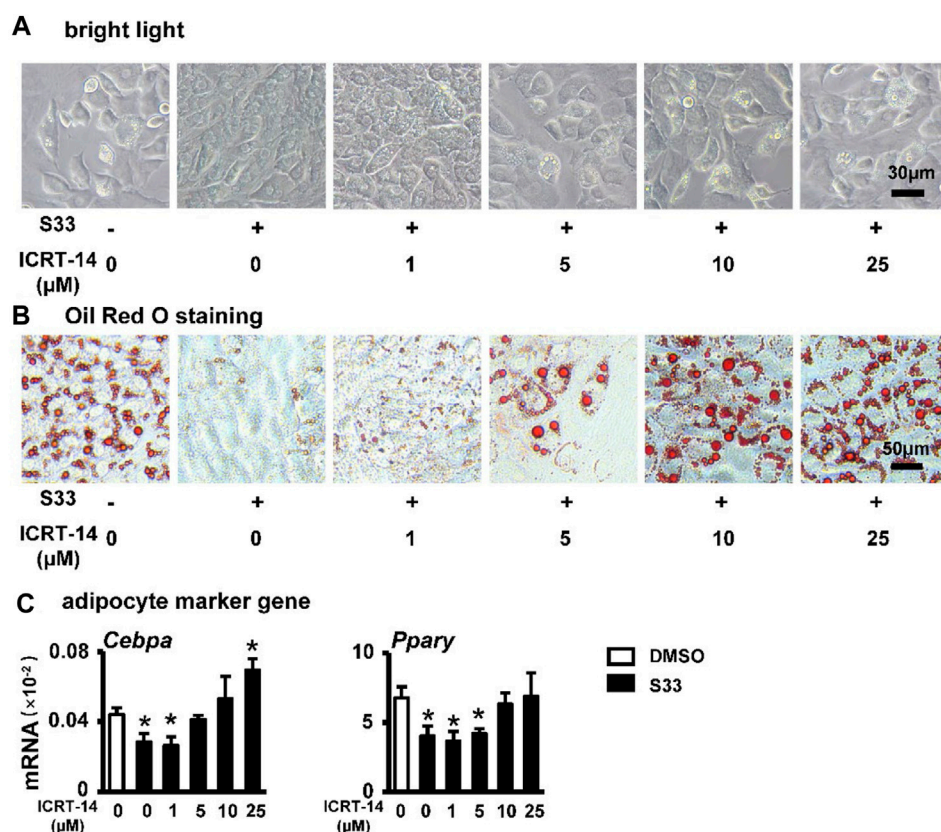 A bright light
30µm
S33 - + + + + +
ICRT-14 0 0 1 5 10 25
(µM)
B Oil Red O staining
50µm
S33 - + + + + +
ICRT-14 0 0 1 5 10 25
(µM)
C adipocyte marker gene
Cebpa
mRNA (×10⁻²)
0.08
0.04
0
* * *
ICRT-14 0 0 1 5 10 25
(µM)
Pparγ
10
5
0
* * *
ICRT-14 0 0 1 5 10 25
(µM)
DMSO
S33